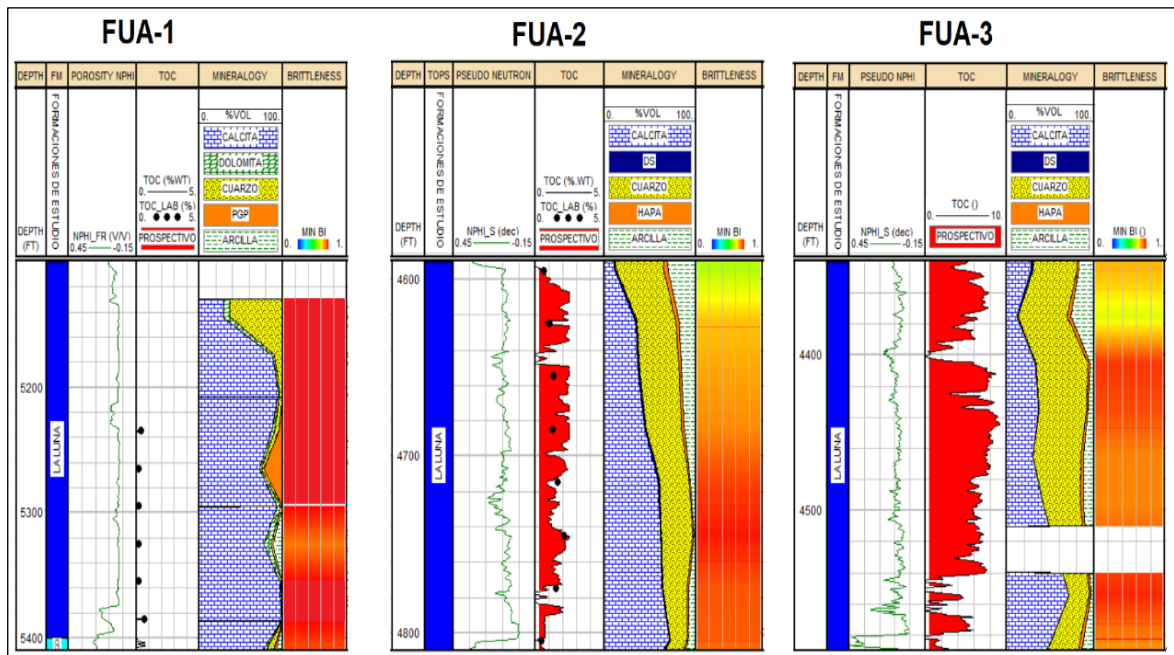 FUA-1
FUA-2
FUA-3
DEPTH FM POROSITY NPHI TOC MINERALOGY BRITTLENESS
FORMACIONES DE ESTUDIO
0. %VOL 100.
CALCITA
DOLOMITA
CUARZO
PGP
ARCILLA
TOC (%WT)
0. 5.
TOC_LAB (%)
0. 5.
PROSPECTIVO
DEPTH
(FT)
NPHI_FR (V/V)
0.45 -0.15
MIN BI
0. 1.
LA LUNA
5200
5300
5400
DEPTH TOPS PSEUDO NEUTRON TOC MINERALOGY BRITTLENESS
FORMACIONES DE ESTUDIO
0. %VOL 100.
CALCITA
DS
CUARZO
HAPA
ARCILLA
TOC (%.WT)
0. 5.
TOC_LAB (%)
0. 5.
PROSPECTIVO
DEPTH
(FT)
NPHI_S (dec)
0.45 -0.15
MIN BI
0. 1.
LA LUNA
4600
4700
4800
DEPTH FM PSEUDO NPHI TOC MINERALOGY BRITTLENESS
FORMACIONES DE ESTUDIO
0. %VOL 100.
CALCITA
DS
CUARZO
HAPA
ARCILLA
TOC ()
0. 10.
PROSPECTIVO
DEPTH
(FT)
NPHI_S (dec)
0.45 -0.15
MIN BI ()
0. 1.
LA LUNA
4400
4500